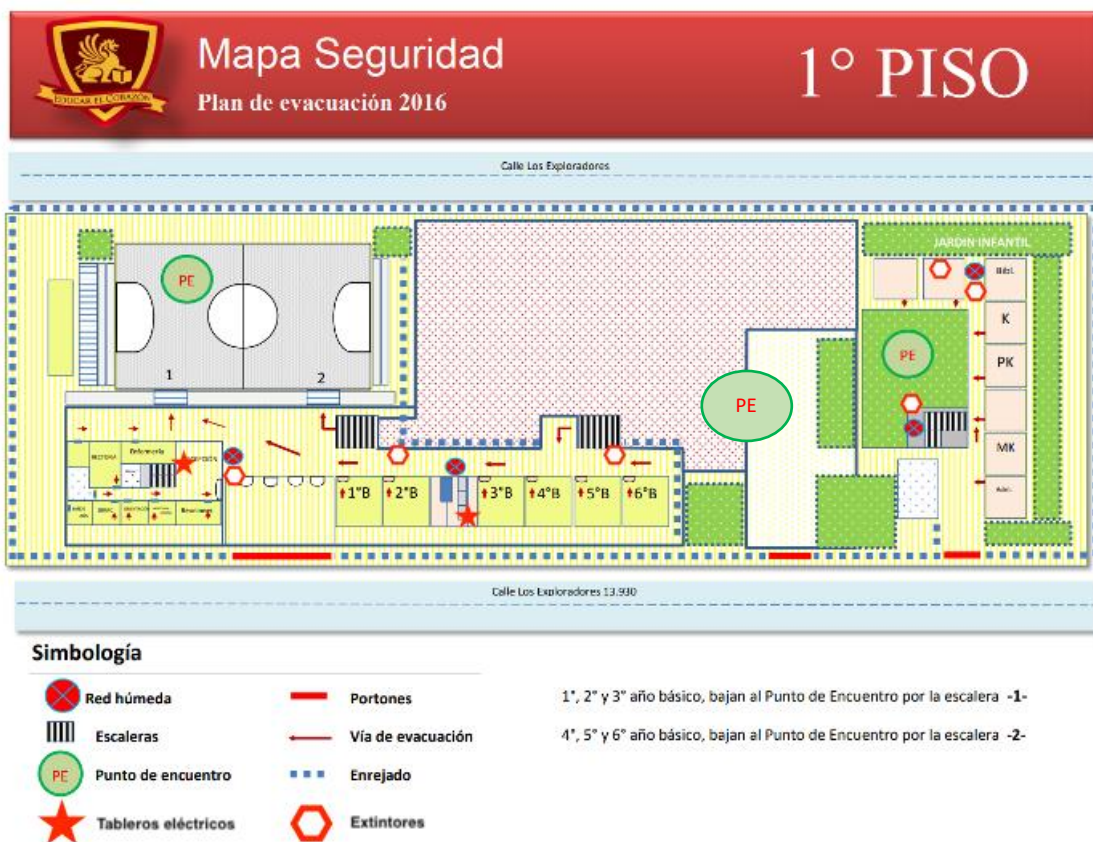 Mapa Seguridad
Plan de evacuación 2016
1° PISO
EDUCAR EL CORAZÓN
Calle Los Exploradores
JARDIN INFANTIL
PE
Bibl.
K
PE
PK
1
2
PE
MK
RECTORIA
Enfermería
1°B
2°B
3°B
4°B
5°B
6°B
Calle Los Exploradores 13.930
Simbología
Red húmeda
Portones
1°, 2° y 3° año básico, bajan al Punto de Encuentro por la escalera -1-
Escaleras
Vía de evacuación
4°, 5° y 6° año básico, bajan al Punto de Encuentro por la escalera -2-
PE
Punto de encuentro
Enrejado
Tableros eléctricos
Extintores